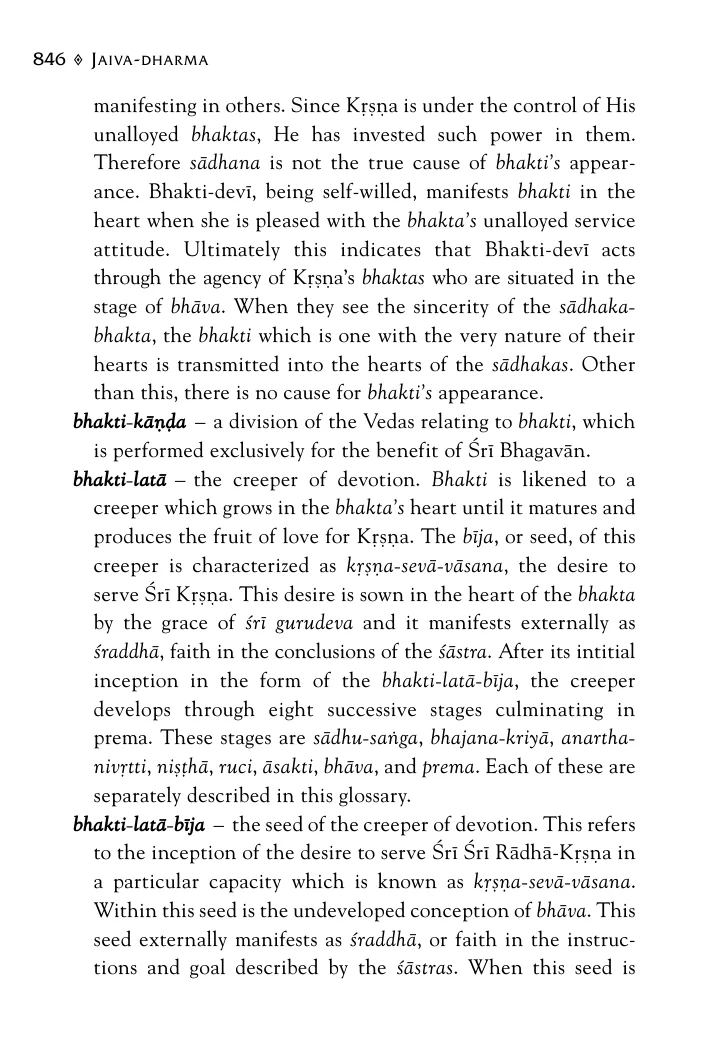 846 ◊ JAIVA-DHARMA
manifesting in others. Since Kṛṣṇa is under the control of His
unalloyed bhaktas, He has invested such power in them.
Therefore sādhana is not the true cause of bhakti's appear-
ance. Bhakti-devī, being self-willed, manifests bhakti in the
heart when she is pleased with the bhakta's unalloyed service
attitude. Ultimately this indicates that Bhakti-devī acts
through the agency of Kṛṣṇa's bhaktas who are situated in the
stage of bhāva. When they see the sincerity of the sādhaka-
bhakta, the bhakti which is one with the very nature of their
hearts is transmitted into the hearts of the sādhakas. Other
than this, there is no cause for bhakti's appearance.
bhakti-kāṇḍa – a division of the Vedas relating to bhakti, which
is performed exclusively for the benefit of Śrī Bhagavān.
bhakti-latā – the creeper of devotion. Bhakti is likened to a
creeper which grows in the bhakta's heart until it matures and
produces the fruit of love for Kṛṣṇa. The bīja, or seed, of this
creeper is characterized as kṛṣṇa-sevā-vāsana, the desire to
serve Śrī Kṛṣṇa. This desire is sown in the heart of the bhakta
by the grace of śrī gurudeva and it manifests externally as
śraddhā, faith in the conclusions of the śāstra. After its intitial
inception in the form of the bhakti-latā-bīja, the creeper
develops through eight successive stages culminating in
prema. These stages are sādhu-saṅga, bhajana-kriyā, anartha-
nivṛtti, niṣṭhā, ruci, āsakti, bhāva, and prema. Each of these are
separately described in this glossary.
bhakti-latā-bīja – the seed of the creeper of devotion. This refers
to the inception of the desire to serve Śrī Śrī Rādhā-Kṛṣṇa in
a particular capacity which is known as kṛṣṇa-sevā-vāsana.
Within this seed is the undeveloped conception of bhāva. This
seed externally manifests as śraddhā, or faith in the instruc-
tions and goal described by the śāstras. When this seed is